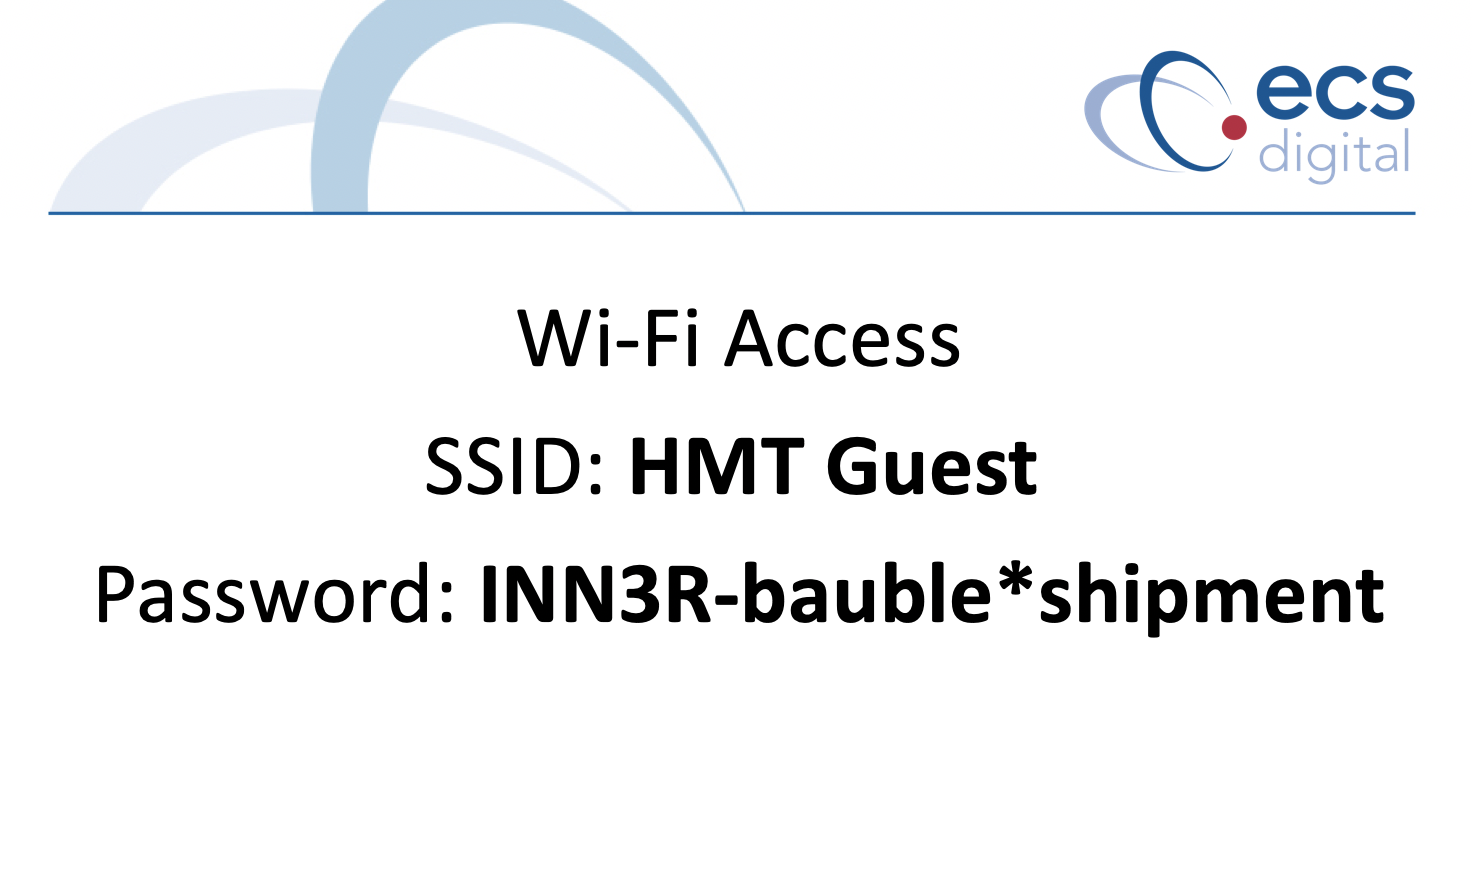 ecs
digital
Wi-Fi Access
SSID: HMT Guest
Password: INN3R-bauble*shipment